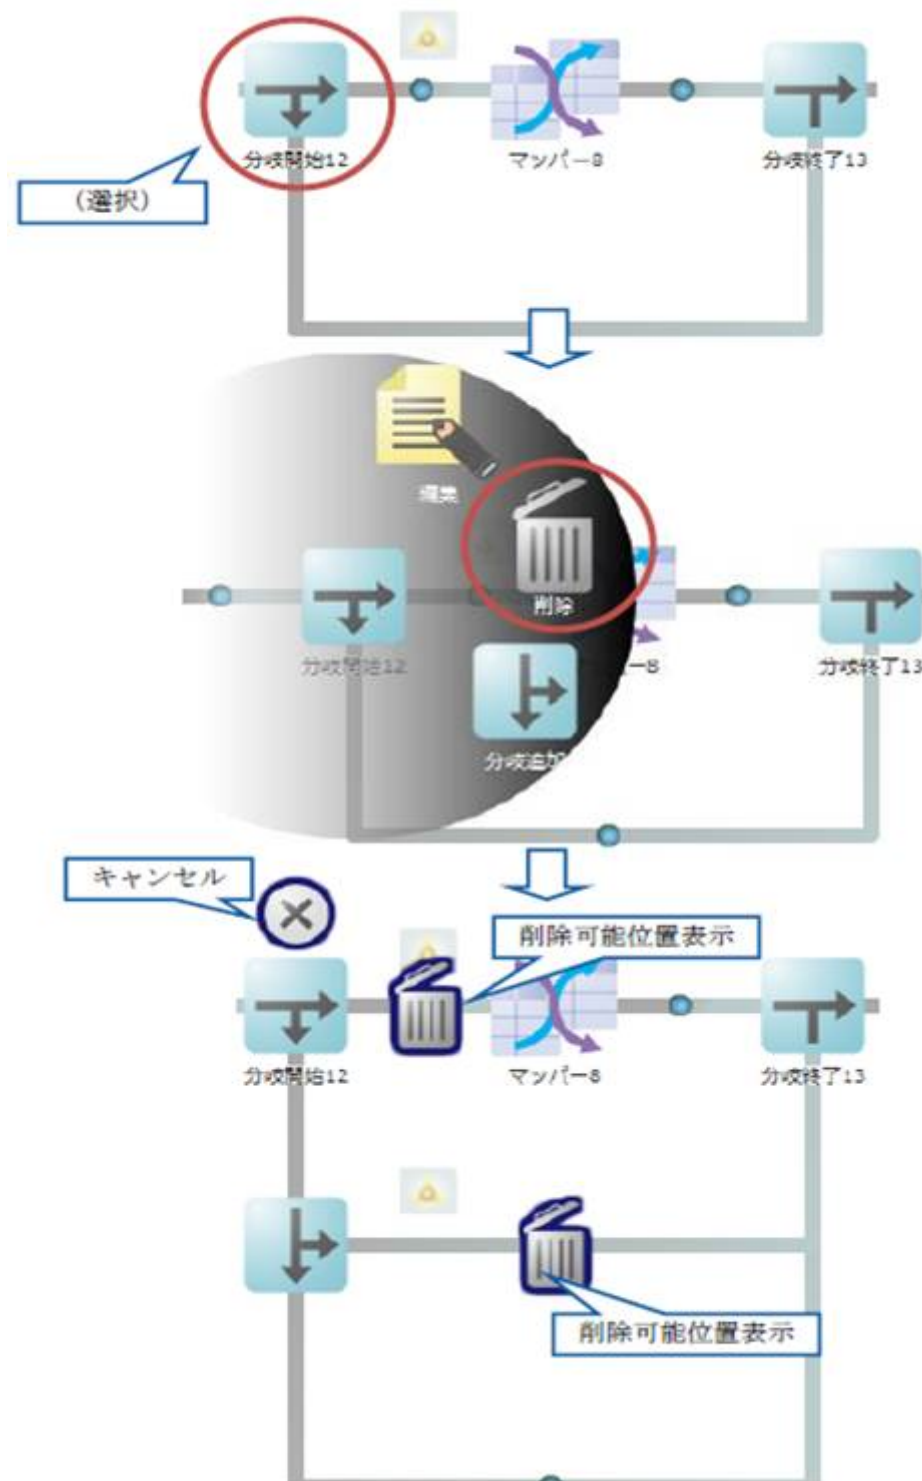 分岐開始12
マッパー8
分岐終了13
(選択)
編集
削除
分岐開始12
ー8
分岐終了13
分岐追加
キャンセル
削除可能位置表示
分岐開始12
マッパー8
分岐終了13
削除可能位置表示